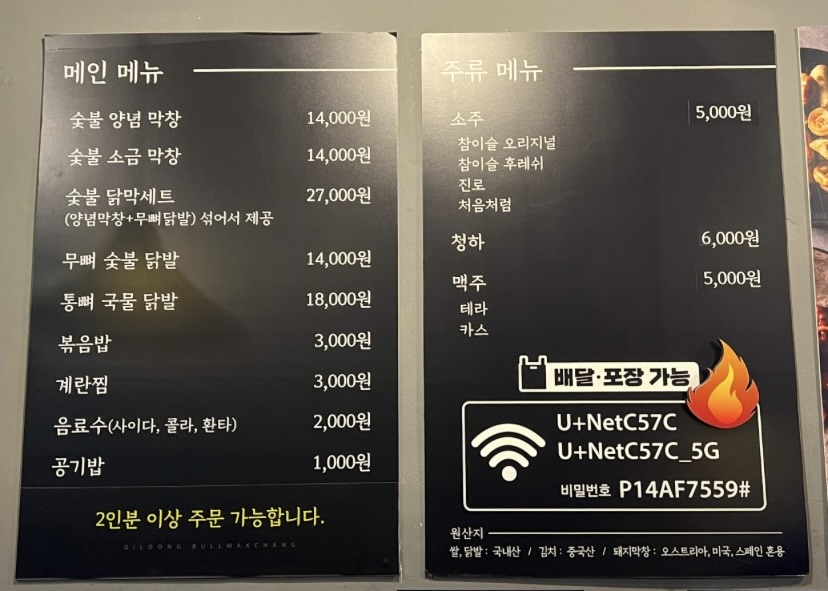 메인 메뉴
숯불 양념 막창 14,000원
숯불 소금 막창 14,000원
숯불 닭막세트 27,000원
(양념막창+무뼈닭발) 섞어서 제공
무뼈 숯불 닭발 14,000원
통뼈 국물 닭발 18,000원
볶음밥 3,000원
계란찜 3,000원
음료수(사이다, 콜라, 환타) 2,000원
공기밥 1,000원
2인분 이상 주문 가능합니다.
GILDONG BULLMAKCHANG
주류 메뉴
소주 5,000원
참이슬 오리지널
참이슬 후레쉬
진로
처음처럼
청하 6,000원
맥주 5,000원
테라
카스
배달·포장 가능
U+NetC57C
U+NetC57C_5G
비밀번호 P14AF7559#
원산지
쌀, 닭발 : 국내산 / 김치 : 중국산 / 돼지막창 : 오스트리아, 미국, 스페인 혼용